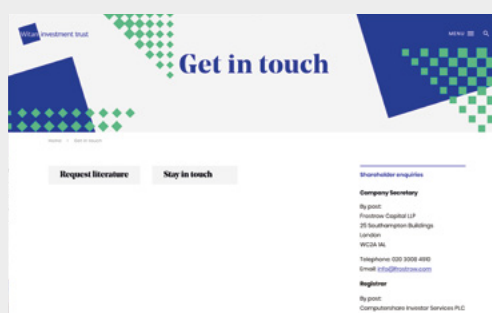 Witan investment trust
MENU
Get in touch
Home > Get in touch
Request literature
Stay in touch
Shareholder enquiries
Company Secretary
By post:
Frostrow Capital LLP
25 Southampton Buildings
London
WC2A 1AL
Telephone: 020 3008 4910
Email: info@frostrow.com
Registrar
By post:
Computershare Investor Services PLC